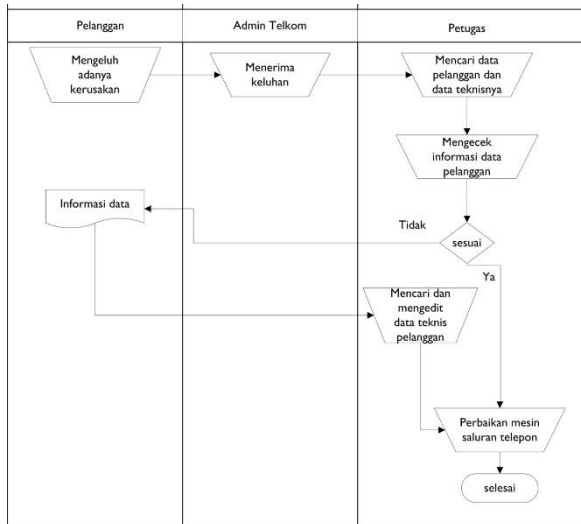 Pelanggan
Admin Telkom
Petugas
Mengeluh
adanya
kerusakan
Menerima
keluhan
Mencari data
pelanggan dan
data teknisnya
Mengecek
informasi data
pelanggan
Informasi data
Tidak
sesuai
Ya
Mencari dan
mengedit
data teknis
pelanggan
Perbaikan mesin
saluran telepon
selesai